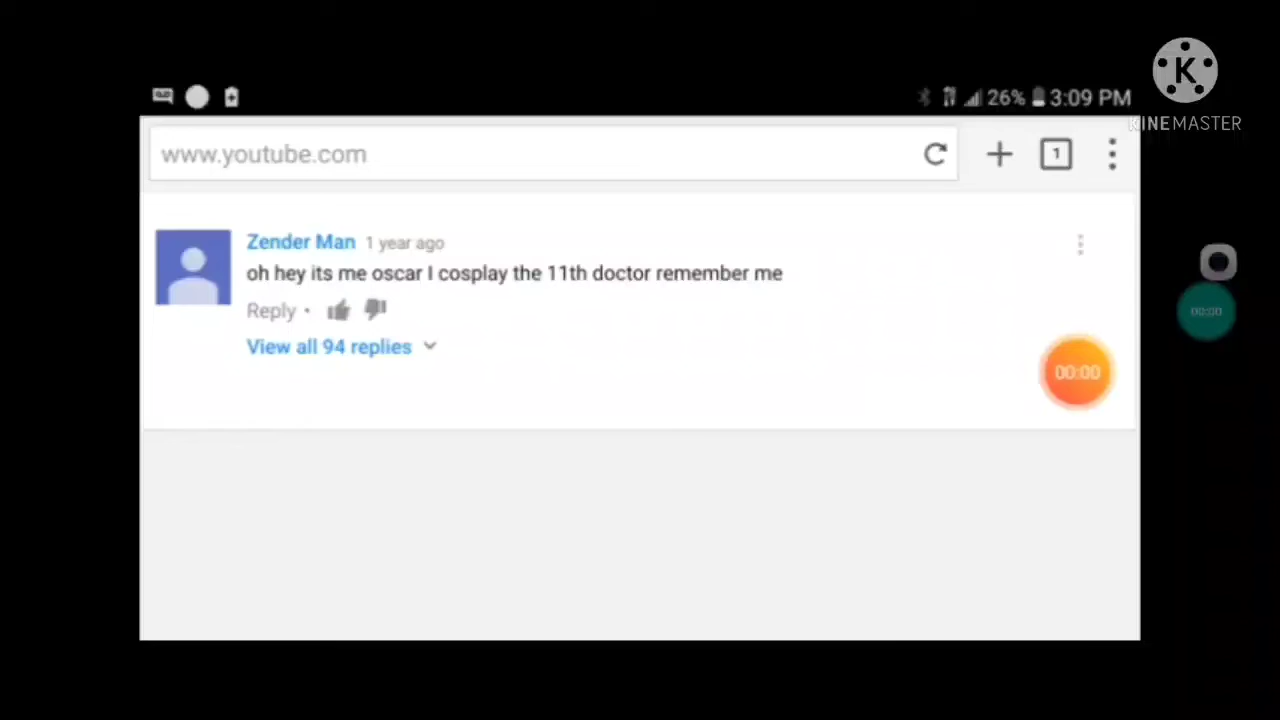 26% 3:09 PM
K
KINEMASTER
www.youtube.com
1
Zender Man 1 year ago
oh hey its me oscar I cosplay the 11th doctor remember me
Reply •
View all 94 replies
00:00
00:00